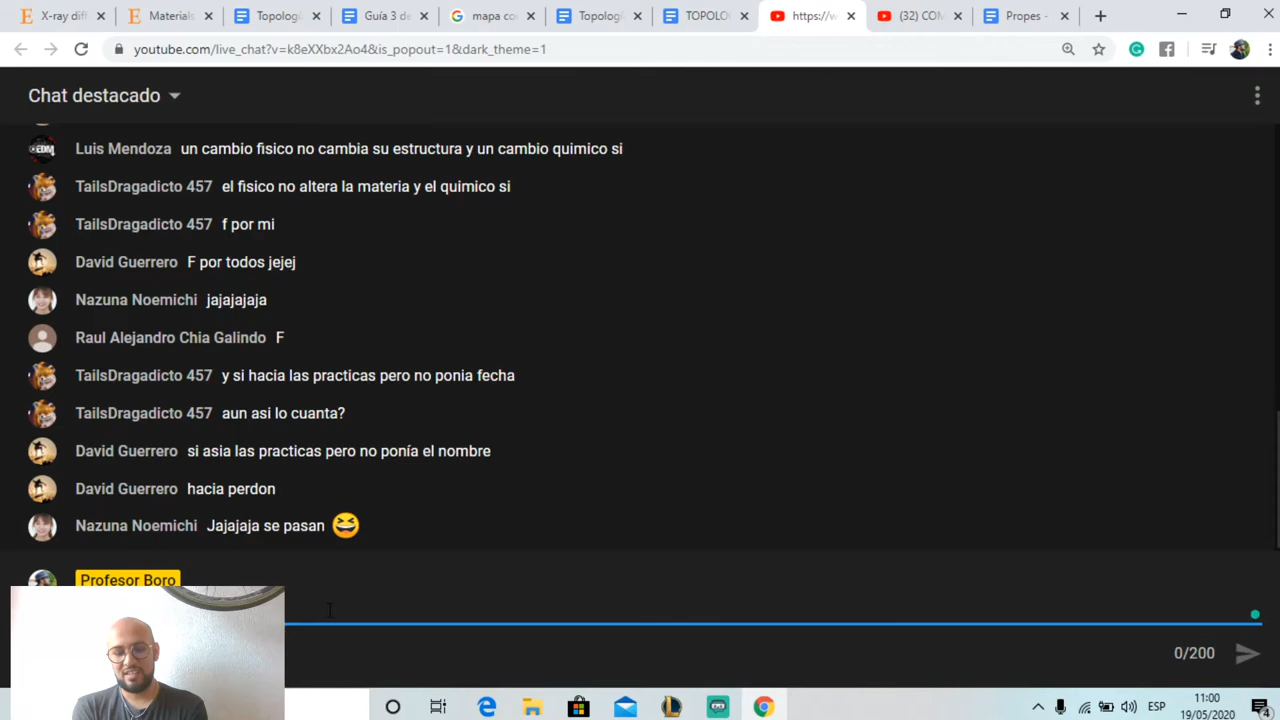 X-ray diff
Materials
Topologí
Guía 3 de
mapa co
Topologí
TOPOLO
https://w
(32) CO
Propes
youtube.com/live_chat?v=k8eXXbx2Ao4&is_popout=1&dark_theme=1
Chat destacado
Luis Mendoza un cambio fisico no cambia su estructura y un cambio quimico si
TailsDragadicto 457 el fisico no altera la materia y el quimico si
TailsDragadicto 457 f por mi
David Guerrero F por todos jejej
Nazuna Noemichi jajajajaja
Raul Alejandro Chia Galindo F
TailsDragadicto 457 y si hacia las practicas pero no ponia fecha
TailsDragadicto 457 aun asi lo cuanta?
David Guerrero si asia las practicas pero no ponía el nombre
David Guerrero hacia perdon
Nazuna Noemichi Jajajaja se pasan
Profesor Boro
0/200
ESP
11:00
19/05/2020
4